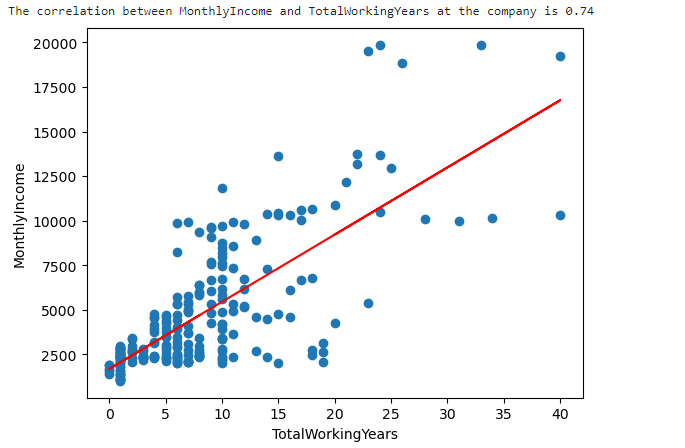 The correlation between MonthlyIncome and TotalWorkingYears at the company is 0.74
20000
17500
15000
12500
10000
7500
5000
2500
MonthlyIncome
0 5 10 15 20 25 30 35 40
TotalWorkingYears